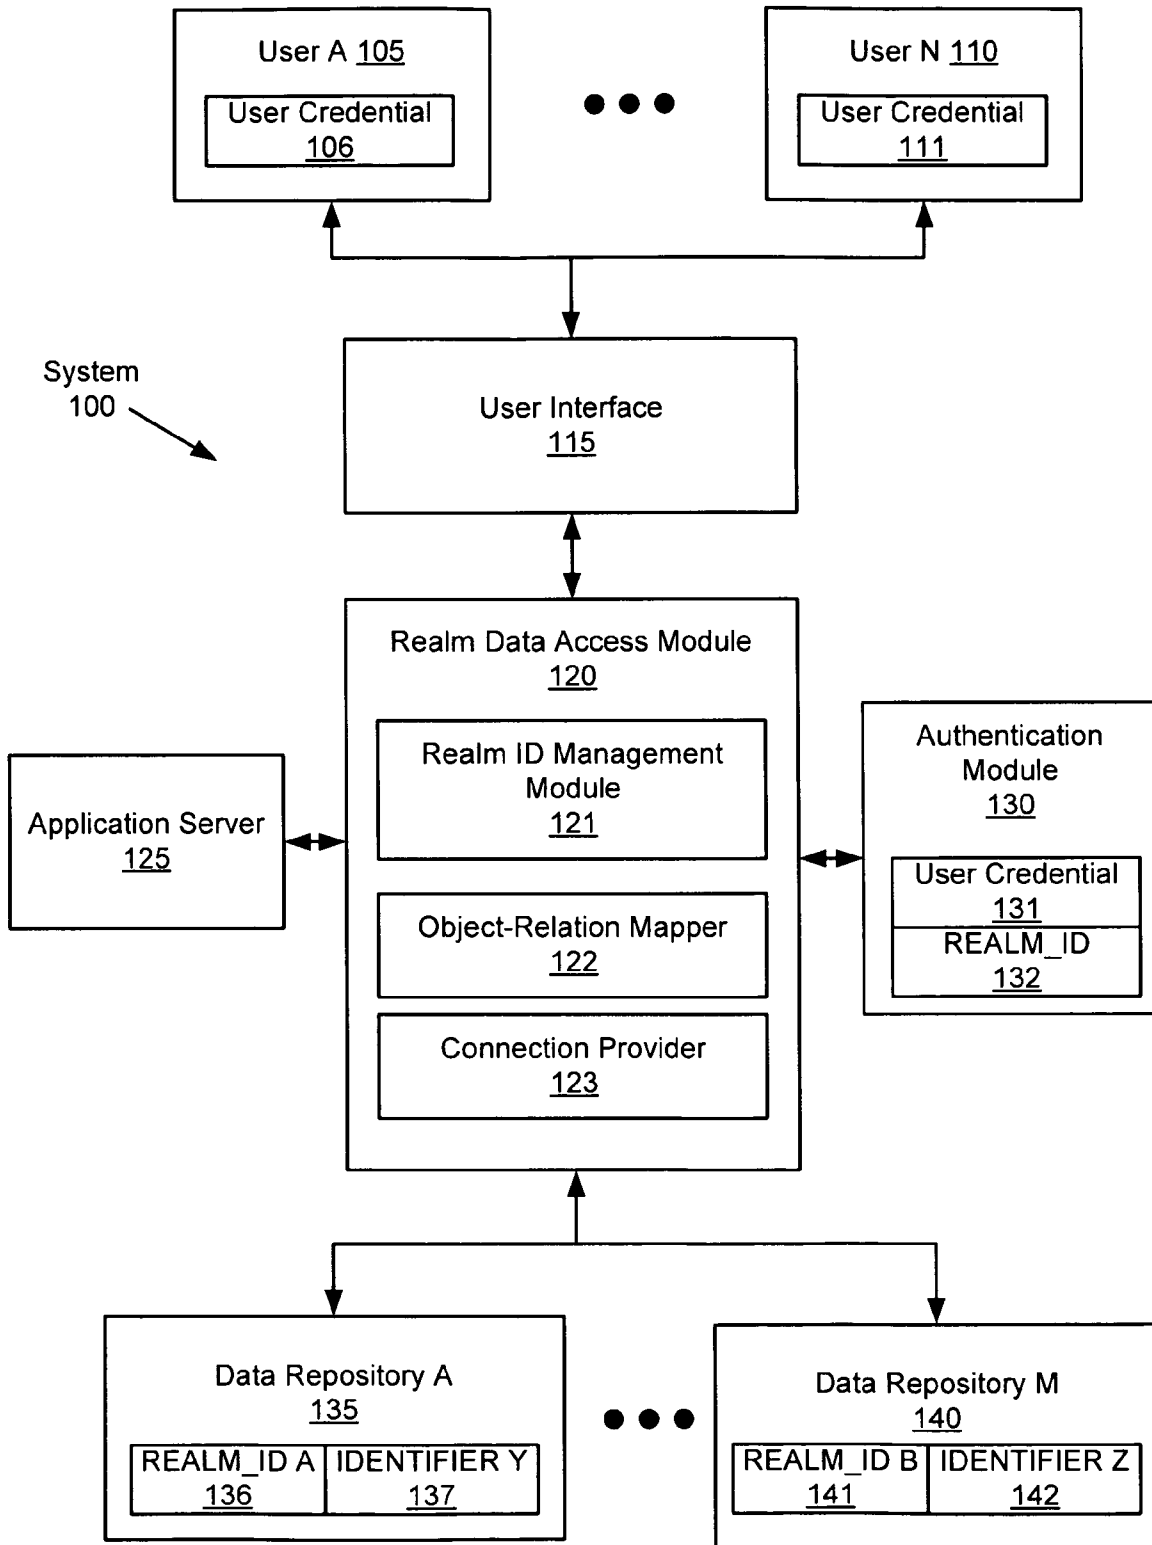 User A 105
User Credential
106
User N 110
User Credential
111
System
100
User Interface
115
Realm Data Access Module
120
Realm ID Management
Module
121
Object-Relation Mapper
122
Connection Provider
123
Application Server
125
Authentication
Module
130
User Credential
131
REALM_ID
132
Data Repository A
135
REALM_ID A
136
IDENTIFIER Y
137
Data Repository M
140
REALM_ID B
141
IDENTIFIER Z
142